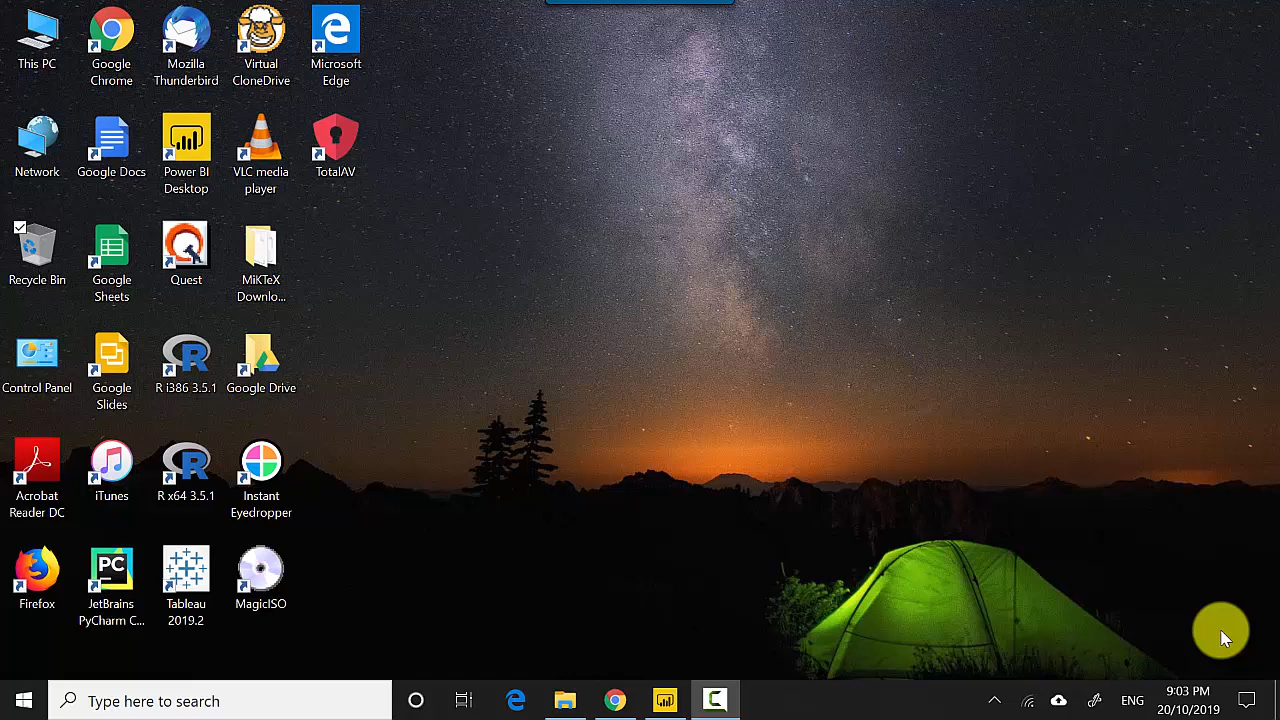 This PC
Google
Chrome
Mozilla
Thunderbird
Virtual
CloneDrive
Microsoft
Edge
Network
Google Docs
Power BI
Desktop
VLC media
player
TotalAV
Recycle Bin
Google
Sheets
Quest
MiKTeX
Downlo...
Control Panel
Google
Slides
R i386 3.5.1
Google Drive
Acrobat
Reader DC
iTunes
R x64 3.5.1
Instant
Eyedropper
Firefox
PC
JetBrains
PyCharm C...
Tableau
2019.2
MagicISO
Type here to search
ENG
9:03 PM
20/10/2019